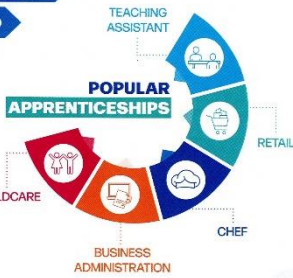 TEACHING
ASSISTANT
POPULAR
APPRENTICESHIPS
RETAIL
CHEF
BUSINESS
ADMINISTRATION
LDCARE